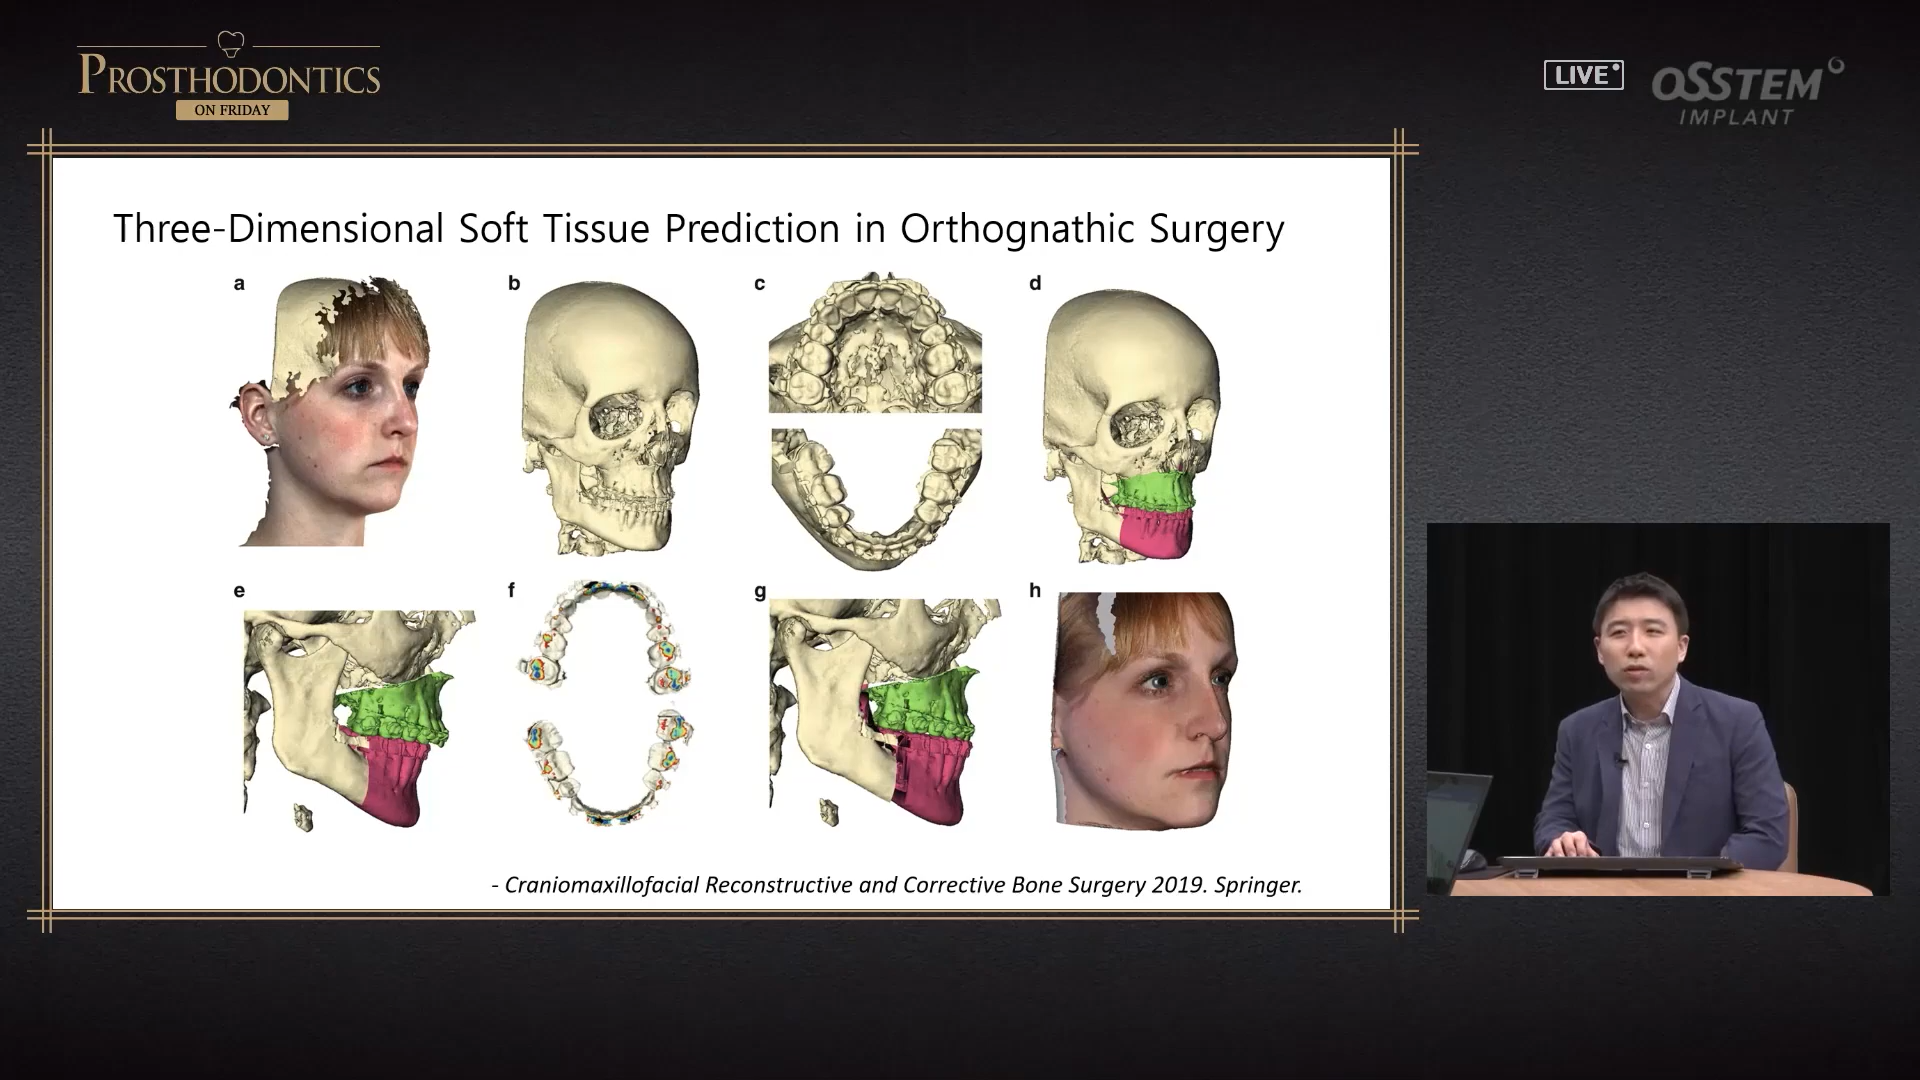 PROSTHODONTICS
ON FRIDAY
LIVE
OSSTEM
IMPLANT
Three-Dimensional Soft Tissue Prediction in Orthognathic Surgery
a
b
c
d
e
f
g
h
- Craniomaxillofacial Reconstructive and Corrective Bone Surgery 2019. Springer.